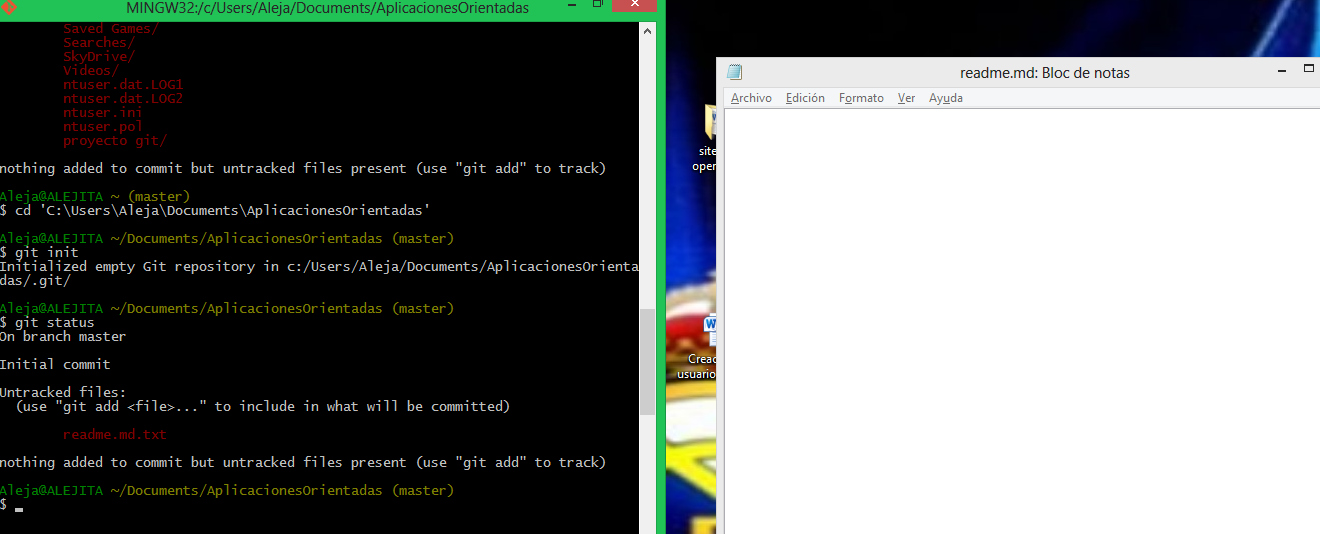 MINGW32:/c/Users/Aleja/Documents/AplicacionesOrientadas
Saved Games/
Searches/
SkyDrive/
Videos/
ntuser.dat.LOG1
ntuser.dat.LOG2
ntuser.ini
ntuser.pol
proyecto git/
nothing added to commit but untracked files present (use "git add" to track)
Aleja@ALEJITA ~ (master)
$ cd 'C:\Users\Aleja\Documents\AplicacionesOrientadas'
Aleja@ALEJITA ~/Documents/AplicacionesOrientadas (master)
$ git init
Initialized empty Git repository in c:/Users/Aleja/Documents/AplicacionesOrienta
das/.git/
Aleja@ALEJITA ~/Documents/AplicacionesOrientadas (master)
$ git status
On branch master
Initial commit
Untracked files:
(use "git add <file>..." to include in what will be committed)
readme.md.txt
nothing added to commit but untracked files present (use "git add" to track)
Aleja@ALEJITA ~/Documents/AplicacionesOrientadas (master)
$
site
oper
Creac
usuario
readme.md: Bloc de notas
Archivo Edición Formato Ver Ayuda